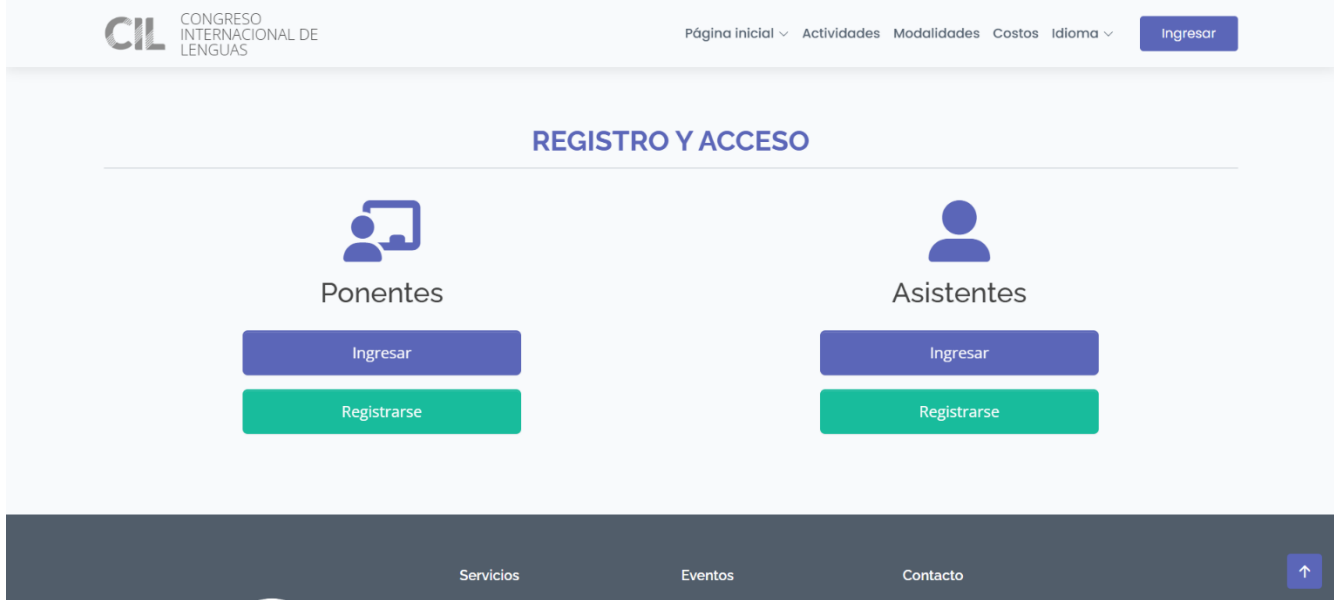 CIL
CONGRESO
INTERNACIONAL DE
LENGUAS
Página inicial Actividades Modalidades Costos Idioma Ingresar
REGISTRO Y ACCESO
Ponentes
Ingresar
Registrarse
Asistentes
Ingresar
Registrarse
Servicios Eventos Contacto